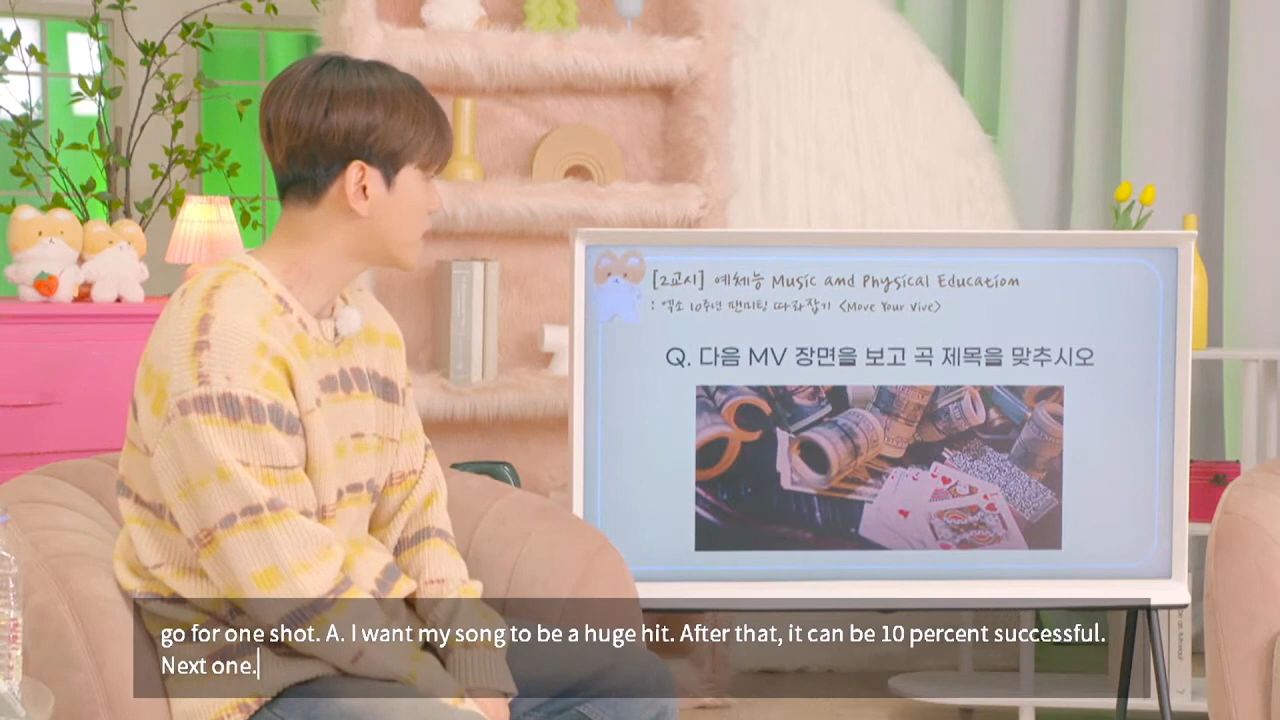 [2교시] 예체능 Music and Physical Education
: 엑소 10주년 팬미팅 따라잡기 <Move Your Vive>
Q. 다음 MV 장면을 보고 곡 제목을 맞추시오
go for one shot. A. I want my song to be a huge hit. After that, it can be 10 percent successful.
Next one.